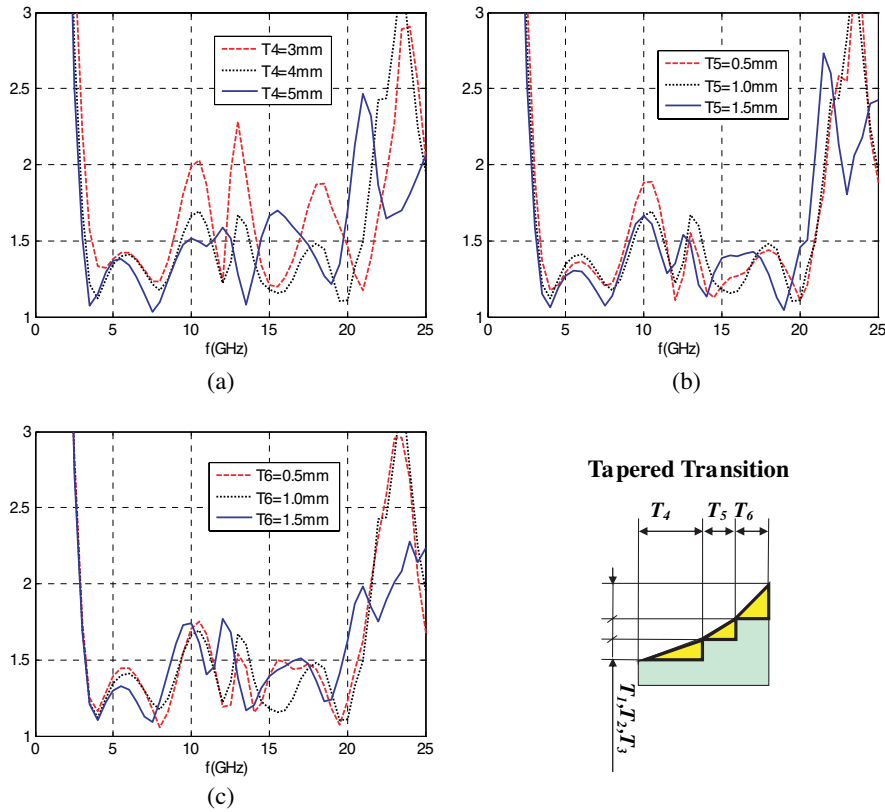 3
2.5
2
1.5
1
T4=3mm
T4=4mm
T4=5mm
0 5 10 15 20 25
f(GHz)
(a)
3
2.5
2
1.5
1
T5=0.5mm
T5=1.0mm
T5=1.5mm
0 5 10 15 20 25
f(GHz)
(b)
3
2.5
2
1.5
1
T6=0.5mm
T6=1.0mm
T6=1.5mm
0 5 10 15 20 25
f(GHz)
(c)
Tapered Transition
T4 T5 T6
T1,T2,T3